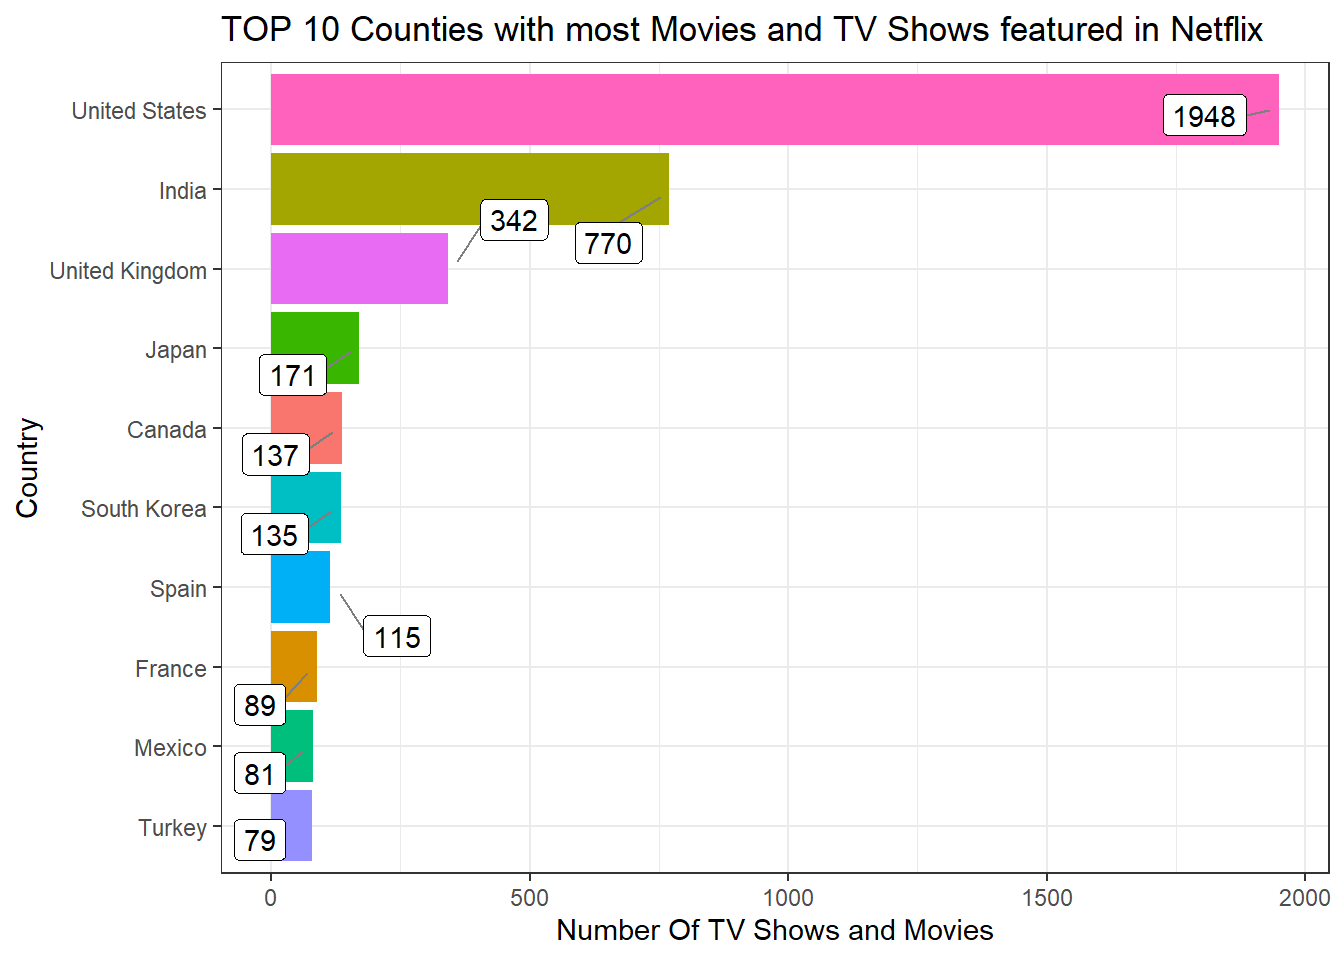 TOP 10 Counties with most Movies and TV Shows featured in Netflix
United States
1948
India
342
770
United Kingdom
Japan
171
Canada
137
South Korea
135
Spain
115
France
89
Mexico
81
Turkey
79
Country
0 500 1000 1500 2000
Number Of TV Shows and Movies